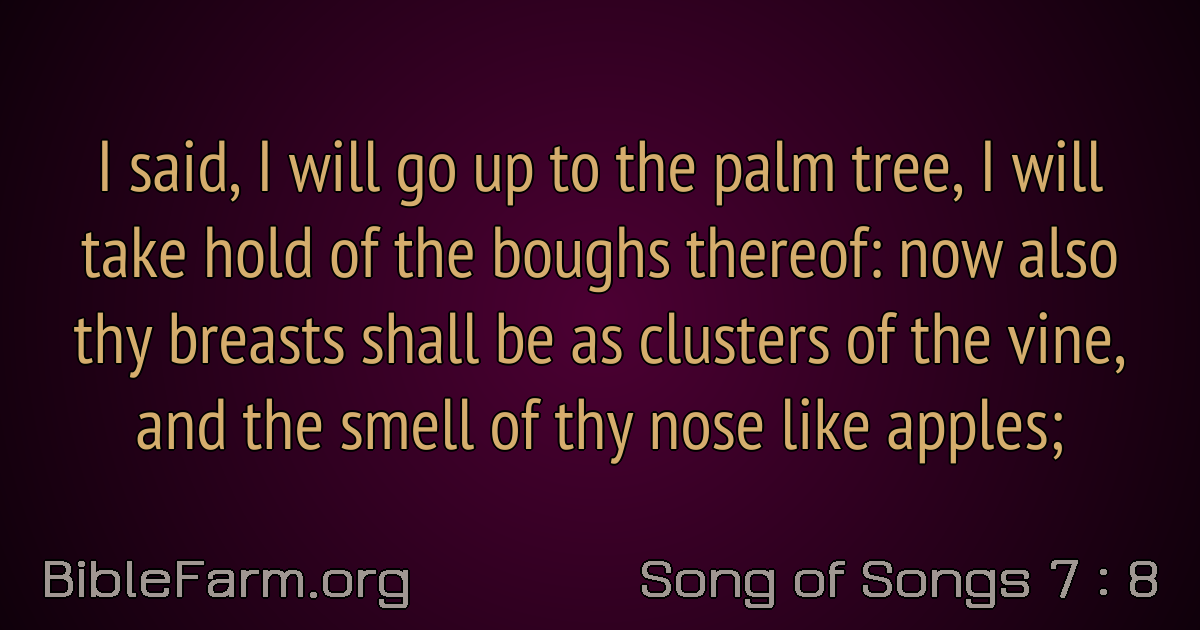 I said, I will go up to the palm tree, I will
take hold of the boughs thereof: now also
thy breasts shall be as clusters of the vine,
and the smell of thy nose like apples;
BibleFarm.org
Song of Songs 7 : 8